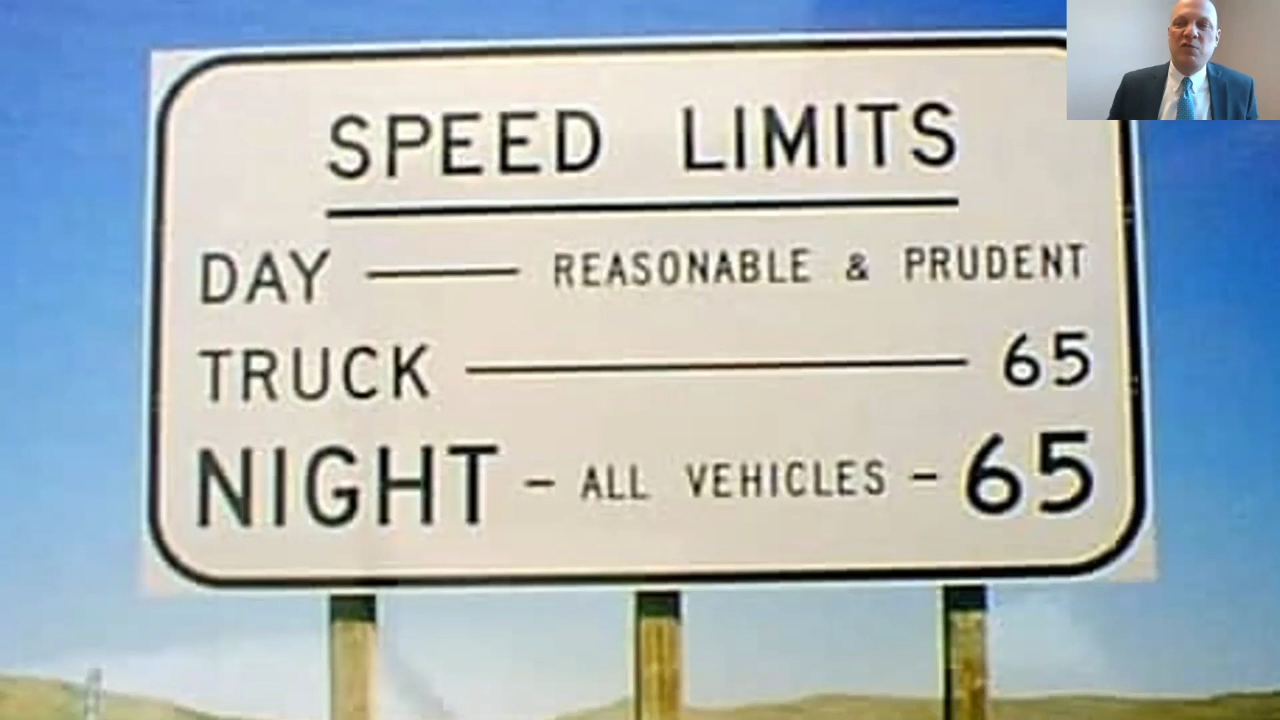 SPEED LIMITS
DAY — REASONABLE & PRUDENT
TRUCK — 65
NIGHT - ALL VEHICLES - 65